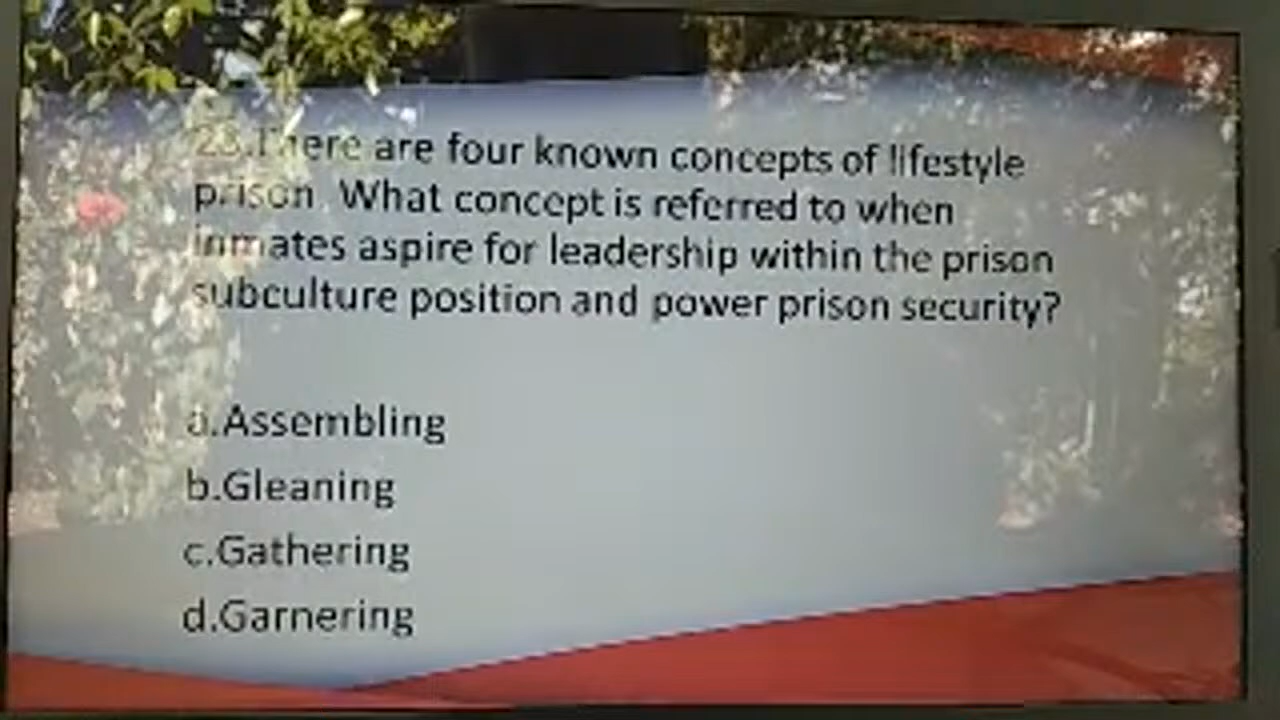 23.There are four known concepts of lifestyle
prison. What concept is referred to when
inmates aspire for leadership within the prison
subculture position and power prison security?
a.Assembling
b.Gleaning
c.Gathering
d.Garnering